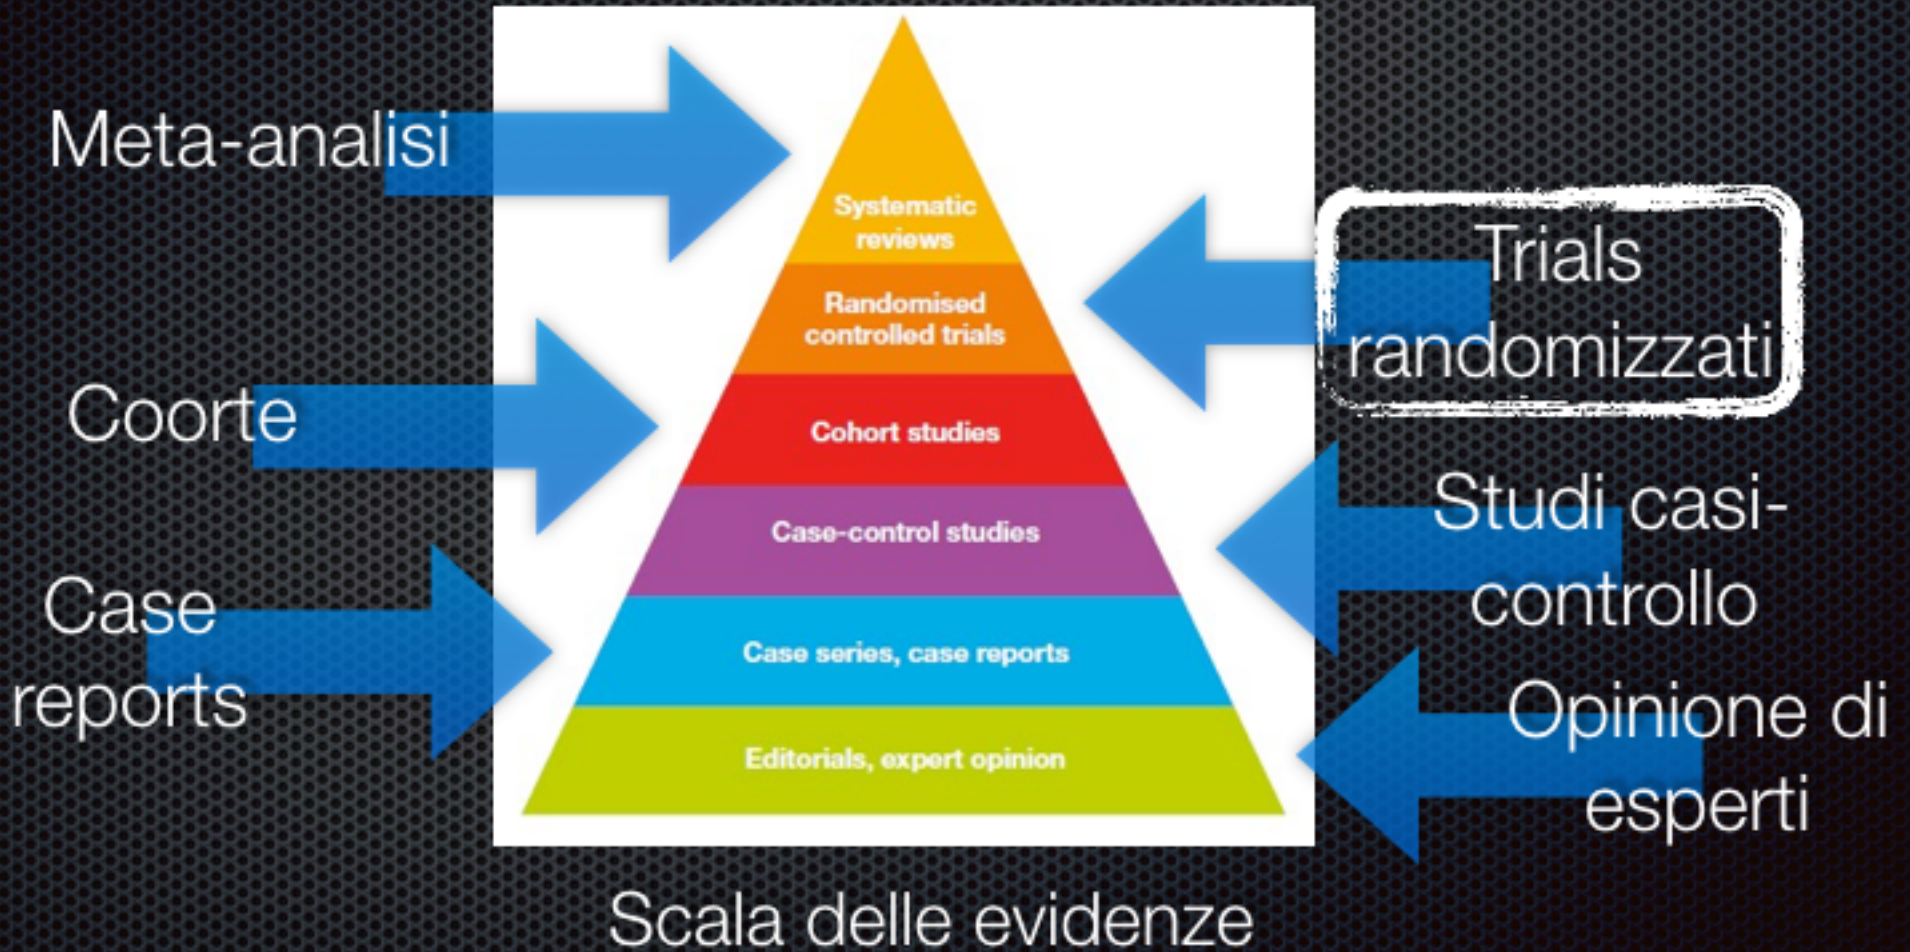 Meta-analisi
Systematic
reviews
Trials
randomizzati
Randomised
controlled trials
Coorte
Cohort studies
Studi casi-
controllo
Case-control studies
Case
reports
Case series, case reports
Opinione di
esperti
Editorials, expert opinion
Scala delle evidenze